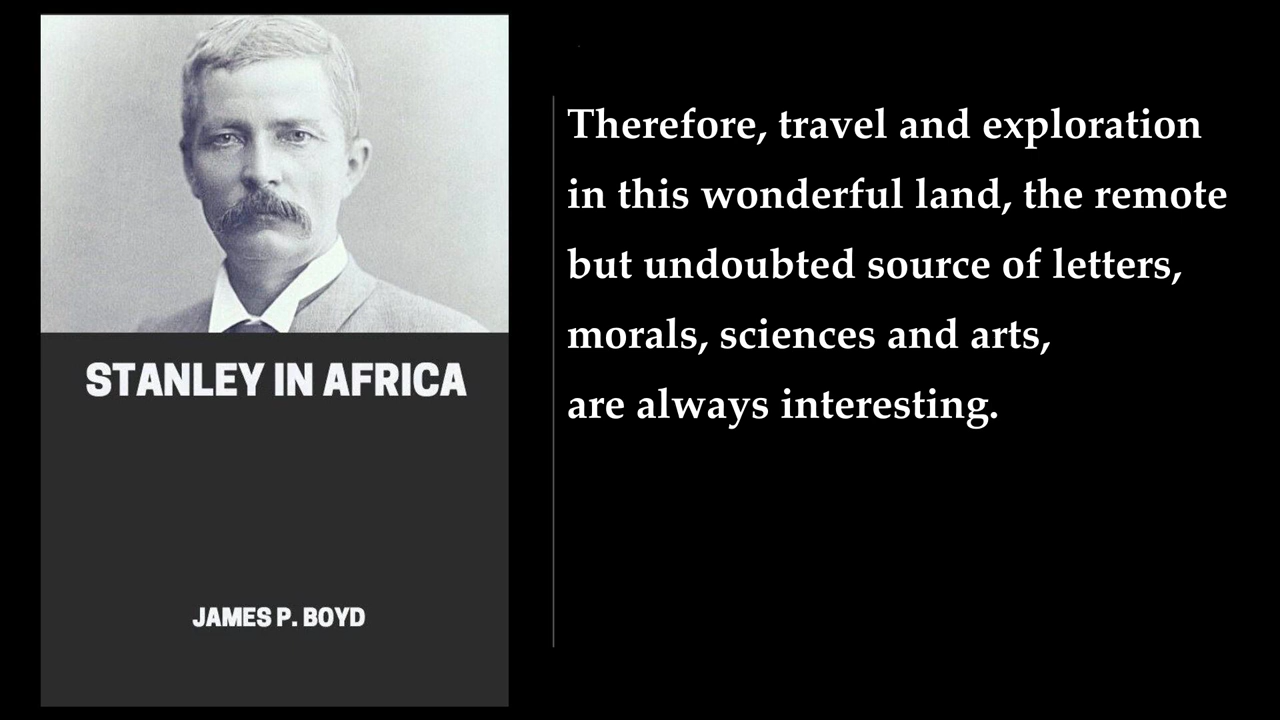 STANLEY IN AFRICA
JAMES P. BOYD
Therefore, travel and exploration
in this wonderful land, the remote
but undoubted source of letters,
morals, sciences and arts,
are always interesting.